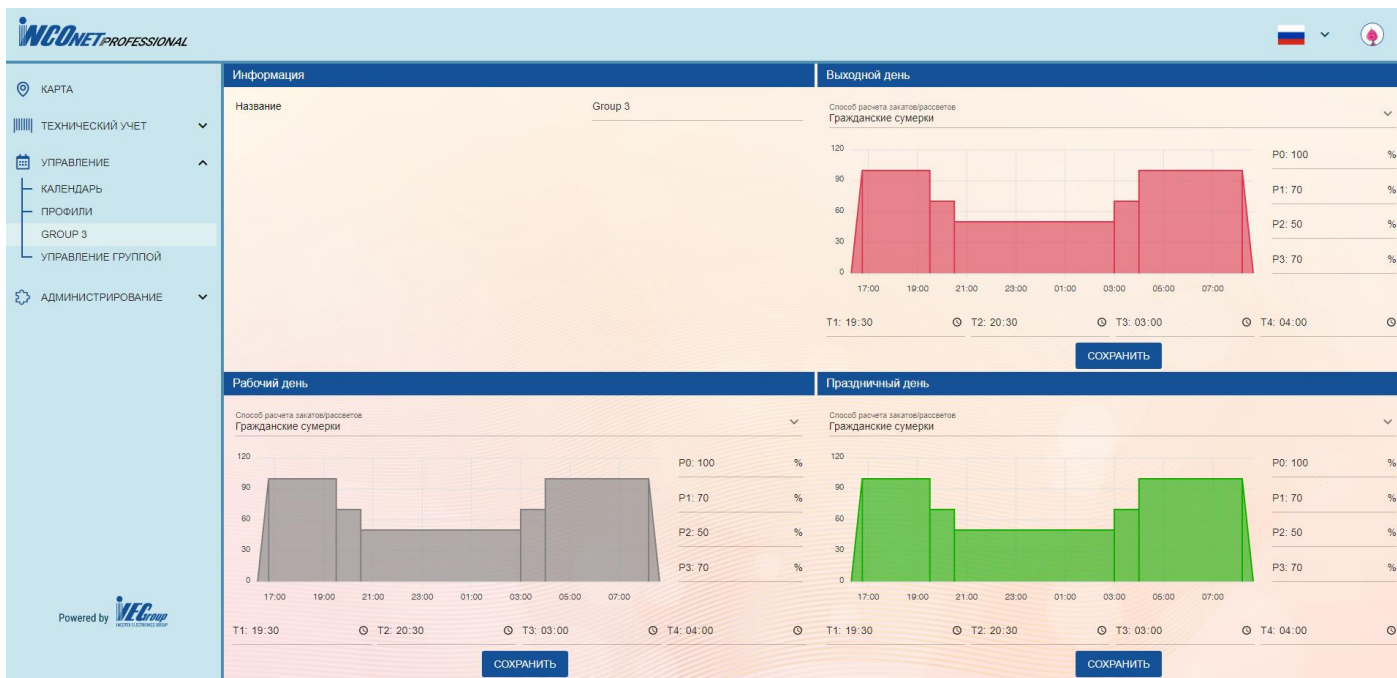 INCONET PROFESSIONAL
КАРТА
ТЕХНИЧЕСКИЙ УЧЕТ
УПРАВЛЕНИЕ
КАЛЕНДАРЬ
ПРОФИЛИ
GROUP 3
УПРАВЛЕНИЕ ГРУППОЙ
АДМИНИСТРИРОВАНИЕ
Powered by IEGroup
INCOTEX ELECTRONICS GROUP
Информация
Название
Group 3
Выходной день
Способ расчета закатов/рассветов
Гражданские сумерки
120
90
60
30
0
17:00 19:00 21:00 23:00 01:00 03:00 05:00 07:00
P0: 100 %
P1: 70 %
P2: 50 %
P3: 70 %
T1: 19:30 T2: 20:30 T3: 03:00 T4: 04:00
СОХРАНИТЬ
Рабочий день
Способ расчета закатов/рассветов
Гражданские сумерки
120
90
60
30
0
17:00 19:00 21:00 23:00 01:00 03:00 05:00 07:00
P0: 100 %
P1: 70 %
P2: 50 %
P3: 70 %
T1: 19:30 T2: 20:30 T3: 03:00 T4: 04:00
СОХРАНИТЬ
Праздничный день
Способ расчета закатов/рассветов
Гражданские сумерки
120
90
60
30
0
17:00 19:00 21:00 23:00 01:00 03:00 05:00 07:00
P0: 100 %
P1: 70 %
P2: 50 %
P3: 70 %
T1: 19:30 T2: 20:30 T3: 03:00 T4: 04:00
СОХРАНИТЬ